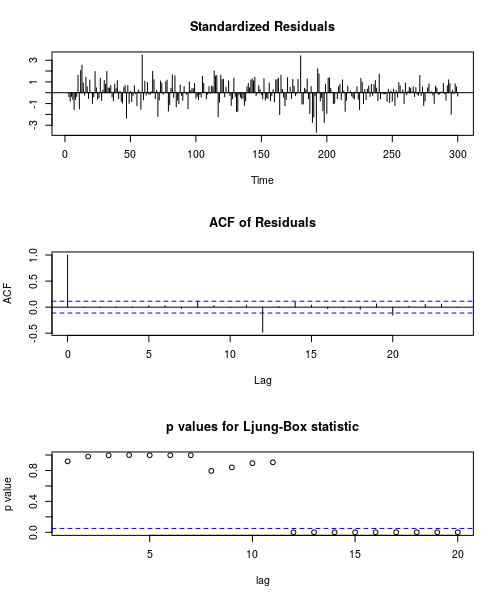 Standardized Residuals
3
1
-1
-3
0 50 100 150 200 250 300
Time
ACF of Residuals
ACF
1.0
0.5
0.0
-0.5
0 5 10 15 20
Lag
p values for Ljung-Box statistic
p value
0.8
0.4
0.0
5 10 15 20
lag